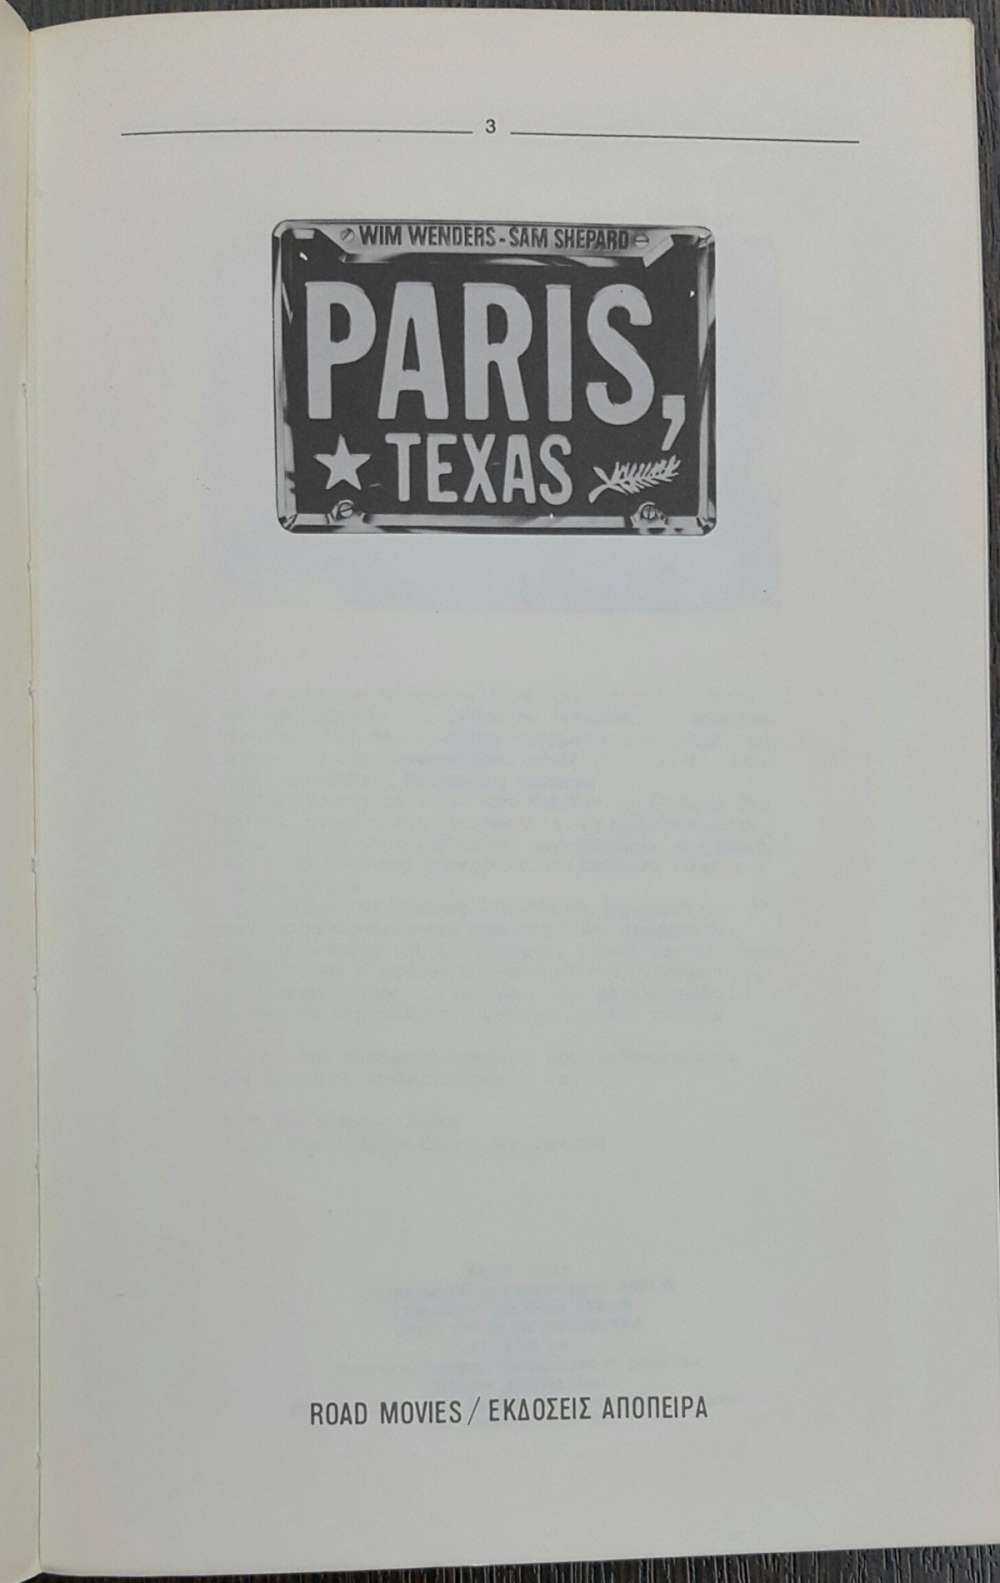 3
WIM WENDERS - SAM SHEPARD
PARIS,
TEXAS
ROAD MOVIES / ΕΚΔΟΣΕΙΣ ΑΠΟΠΕΙΡΑ